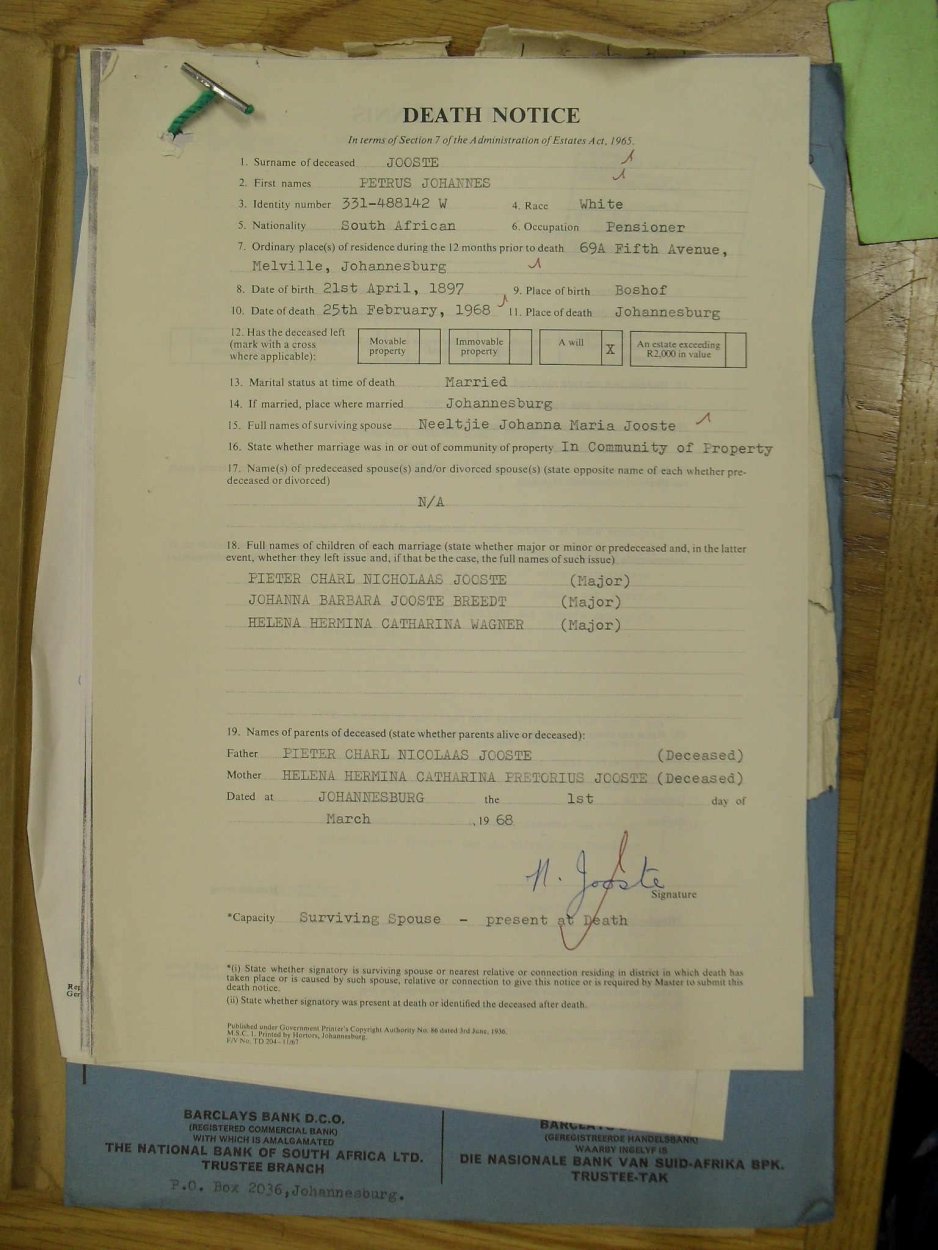 DEATH NOTICE
In terms of Section 7 of the Administration of Estates Act, 1965.
1. Surname of deceased JOOSTE
2. First names PETRUS JOHANNES
3. Identity number 331-488142 W 4. Race White
5. Nationality South African 6. Occupation Pensioner
7. Ordinary place(s) of residence during the 12 months prior to death 69A Fifth Avenue,
Melville, Johannesburg
8. Date of birth 21st April, 1897 9. Place of birth Boshof
10. Date of death 25th February, 1968 11. Place of death Johannesburg
12. Has the deceased left
(mark with a cross
where applicable):
Movable
property
Immovable
property
A will X
An estate exceeding
R2,000 in value
13. Marital status at time of death Married
14. If married, place where married Johannesburg
15. Full names of surviving spouse Neeltjie Johanna Maria Jooste
16. State whether marriage was in or out of community of property In Community of Property
17. Name(s) of predeceased spouse(s) and/or divorced spouse(s) (state opposite name of each whether pre-
deceased or divorced)
N/A
18. Full names of children of each marriage (state whether major or minor or predeceased and, in the latter
event, whether they left issue and, if that be the case, the full names of such issue)
PIETER CHARL NICHOLAAS JOOSTE (Major)
JOHANNA BARBARA JOOSTE BREEDT (Major)
HELENA HERMINA CATHARINA WAGNER (Major)
19. Names of parents of deceased (state whether parents alive or deceased):
Father PIETER CHARL NICOLAAS JOOSTE (Deceased)
Mother HELENA HERMINA CATHARINA PRETORIUS JOOSTE (Deceased)
Dated at JOHANNESBURG the 1st day of
March , 19 68
N. Jooste
Signature
*Capacity Surviving Spouse - present at Death
*(i) State whether signatory is surviving spouse or nearest relative or connection residing in district in which death has
taken place or is caused by such spouse, relative or connection to give this notice or is required by Master to submit this
death notice.
(ii) State whether signatory was present at death or identified the deceased after death.
Published under Government Printer's Copyright Authority No. 86 dated 3rd June, 1936.
M.S.C. 1. Printed by Hortors, Johannesburg.
F/V No. TD 204-11/67
BARCLAYS BANK D.C.O.
(REGISTERED COMMERCIAL BANK)
WITH WHICH IS AMALGAMATED
THE NATIONAL BANK OF SOUTH AFRICA LTD.
TRUSTEE BRANCH
P.O. Box 2036, Johannesburg.
(GEREGISTREERDE HANDELSBANK)
WAARBY INGELYF IS
DIE NASIONALE BANK VAN SUID-AFRIKA BPK.
TRUSTEE-TAK